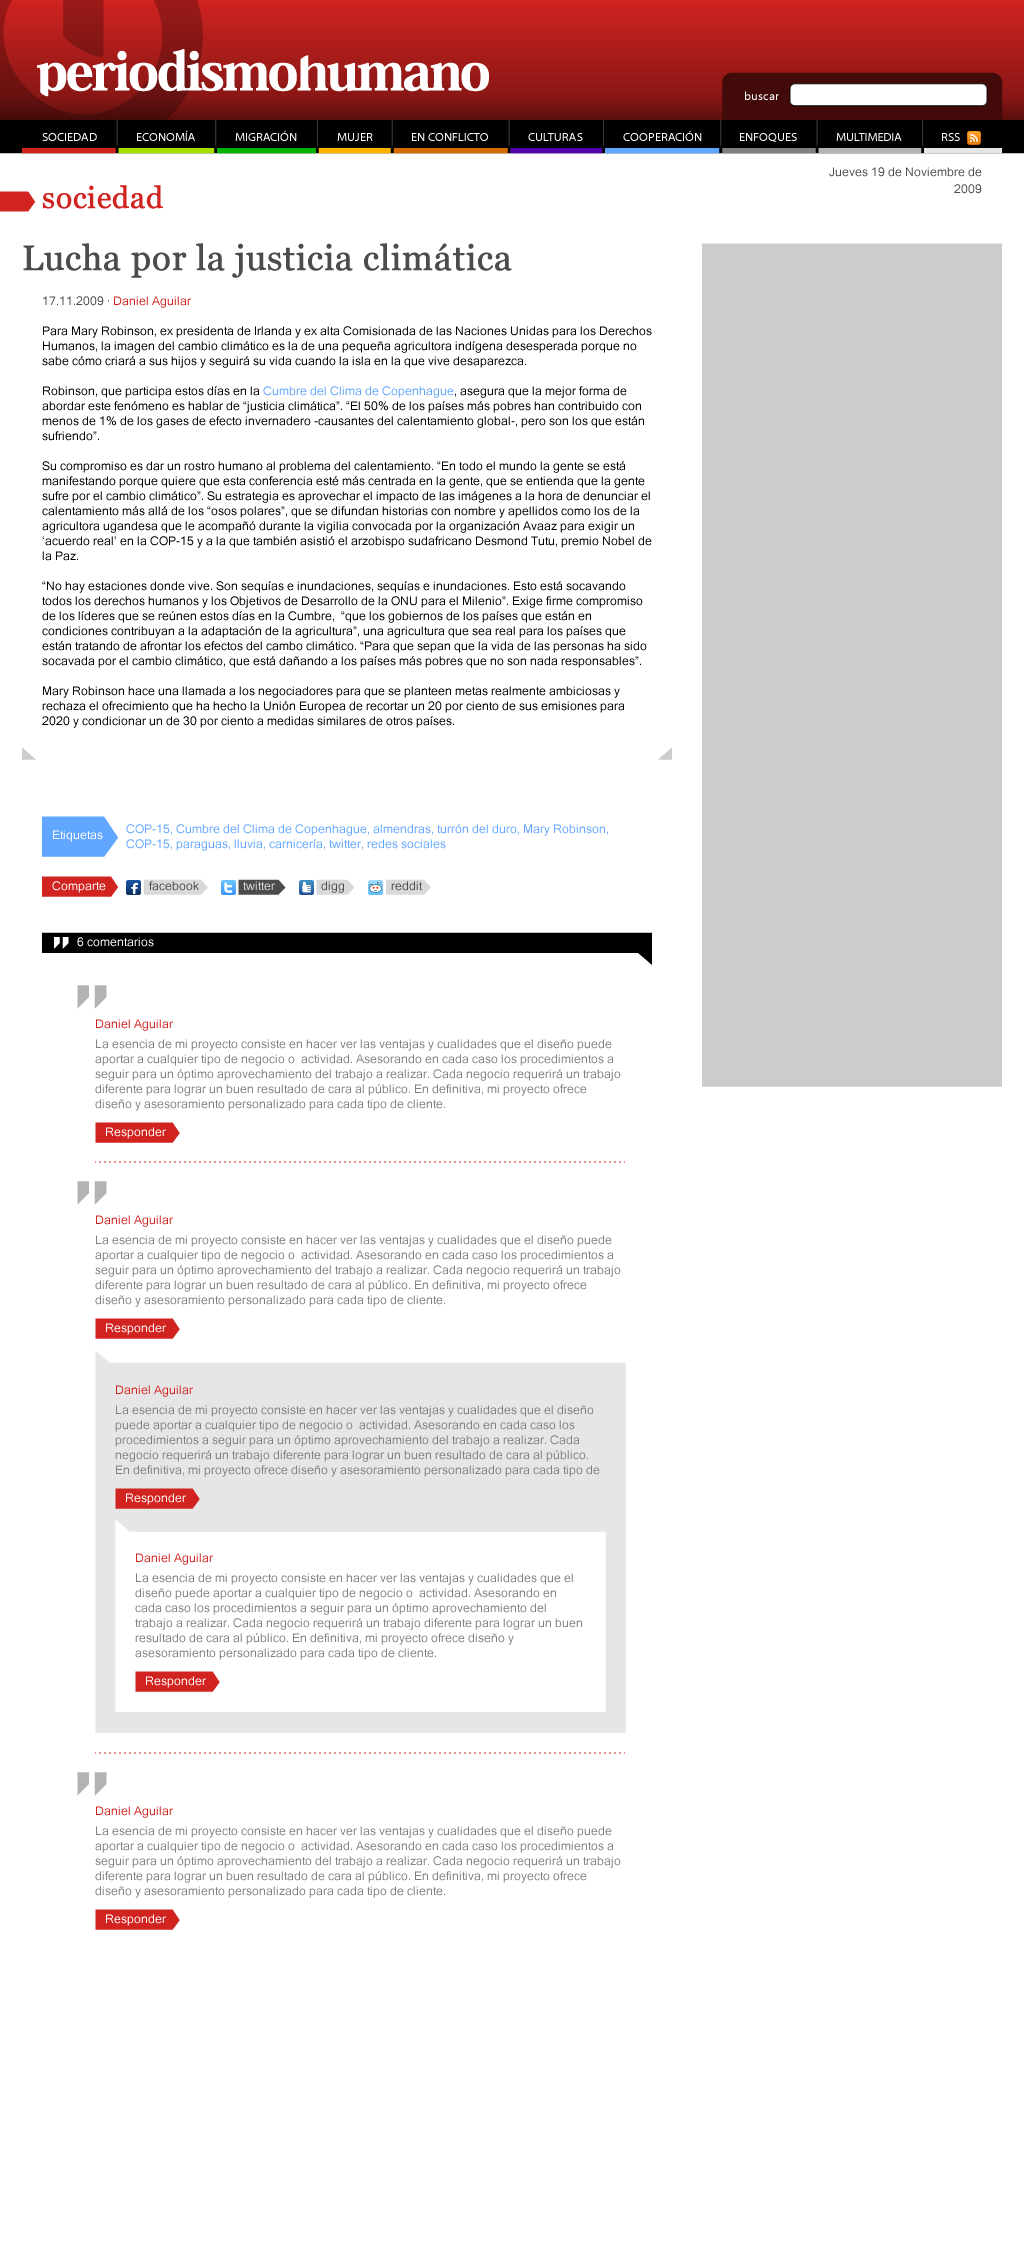 periodismohumano
buscar
SOCIEDAD ECONOMÍA MIGRACIÓN MUJER EN CONFLICTO CULTURAS COOPERACIÓN ENFOQUES MULTIMEDIA RSS
Jueves 19 de Noviembre de
2009
sociedad
Lucha por la justicia climática
17.11.2009 · Daniel Aguilar
Para Mary Robinson, ex presidenta de Irlanda y ex alta Comisionada de las Naciones Unidas para los Derechos
Humanos, la imagen del cambio climático es la de una pequeña agricultora indígena desesperada porque no
sabe cómo criará a sus hijos y seguirá su vida cuando la isla en la que vive desaparezca.
Robinson, que participa estos días en la Cumbre del Clima de Copenhague, asegura que la mejor forma de
abordar este fenómeno es hablar de “justicia climática”. “El 50% de los países más pobres han contribuido con
menos de 1% de los gases de efecto invernadero -causantes del calentamiento global-, pero son los que están
sufriendo”.
Su compromiso es dar un rostro humano al problema del calentamiento. “En todo el mundo la gente se está
manifestando porque quiere que esta conferencia esté más centrada en la gente, que se entienda que la gente
sufre por el cambio climático”. Su estrategia es aprovechar el impacto de las imágenes a la hora de denunciar el
calentamiento más allá de los “osos polares”, que se difundan historias con nombre y apellidos como los de la
agricultora ugandesa que le acompañó durante la vigilia convocada por la organización Avaaz para exigir un
‘acuerdo real’ en la COP-15 y a la que también asistió el arzobispo sudafricano Desmond Tutu, premio Nobel de
la Paz.
“No hay estaciones donde vive. Son sequías e inundaciones, sequías e inundaciones. Esto está socavando
todos los derechos humanos y los Objetivos de Desarrollo de la ONU para el Milenio”. Exige firme compromiso
de los líderes que se reúnen estos días en la Cumbre,  “que los gobiernos de los países que están en
condiciones contribuyan a la adaptación de la agricultura”, una agricultura que sea real para los países que
están tratando de afrontar los efectos del cambo climático. “Para que sepan que la vida de las personas ha sido
socavada por el cambio climático, que está dañando a los países más pobres que no son nada responsables”.
Mary Robinson hace una llamada a los negociadores para que se planteen metas realmente ambiciosas y
rechaza el ofrecimiento que ha hecho la Unión Europea de recortar un 20 por ciento de sus emisiones para
2020 y condicionar un de 30 por ciento a medidas similares de otros países.
Etiquetas COP-15, Cumbre del Clima de Copenhague, almendras, turrón del duro, Mary Robinson,
COP-15, paraguas, lluvia, carnicería, twitter, redes sociales
Comparte facebook twitter digg reddit
6 comentarios
Daniel Aguilar
La esencia de mi proyecto consiste en hacer ver las ventajas y cualidades que el diseño puede
aportar a cualquier tipo de negocio o  actividad. Asesorando en cada caso los procedimientos a
seguir para un óptimo aprovechamiento del trabajo a realizar. Cada negocio requerirá un trabajo
diferente para lograr un buen resultado de cara al público. En definitiva, mi proyecto ofrece
diseño y asesoramiento personalizado para cada tipo de cliente.
Responder
Daniel Aguilar
La esencia de mi proyecto consiste en hacer ver las ventajas y cualidades que el diseño puede
aportar a cualquier tipo de negocio o  actividad. Asesorando en cada caso los procedimientos a
seguir para un óptimo aprovechamiento del trabajo a realizar. Cada negocio requerirá un trabajo
diferente para lograr un buen resultado de cara al público. En definitiva, mi proyecto ofrece
diseño y asesoramiento personalizado para cada tipo de cliente.
Responder
Daniel Aguilar
La esencia de mi proyecto consiste en hacer ver las ventajas y cualidades que el diseño
puede aportar a cualquier tipo de negocio o  actividad. Asesorando en cada caso los
procedimientos a seguir para un óptimo aprovechamiento del trabajo a realizar. Cada
negocio requerirá un trabajo diferente para lograr un buen resultado de cara al público.
En definitiva, mi proyecto ofrece diseño y asesoramiento personalizado para cada tipo de
Responder
Daniel Aguilar
La esencia de mi proyecto consiste en hacer ver las ventajas y cualidades que el
diseño puede aportar a cualquier tipo de negocio o  actividad. Asesorando en
cada caso los procedimientos a seguir para un óptimo aprovechamiento del
trabajo a realizar. Cada negocio requerirá un trabajo diferente para lograr un buen
resultado de cara al público. En definitiva, mi proyecto ofrece diseño y
asesoramiento personalizado para cada tipo de cliente.
Responder
Daniel Aguilar
La esencia de mi proyecto consiste en hacer ver las ventajas y cualidades que el diseño puede
aportar a cualquier tipo de negocio o  actividad. Asesorando en cada caso los procedimientos a
seguir para un óptimo aprovechamiento del trabajo a realizar. Cada negocio requerirá un trabajo
diferente para lograr un buen resultado de cara al público. En definitiva, mi proyecto ofrece
diseño y asesoramiento personalizado para cada tipo de cliente.
Responder